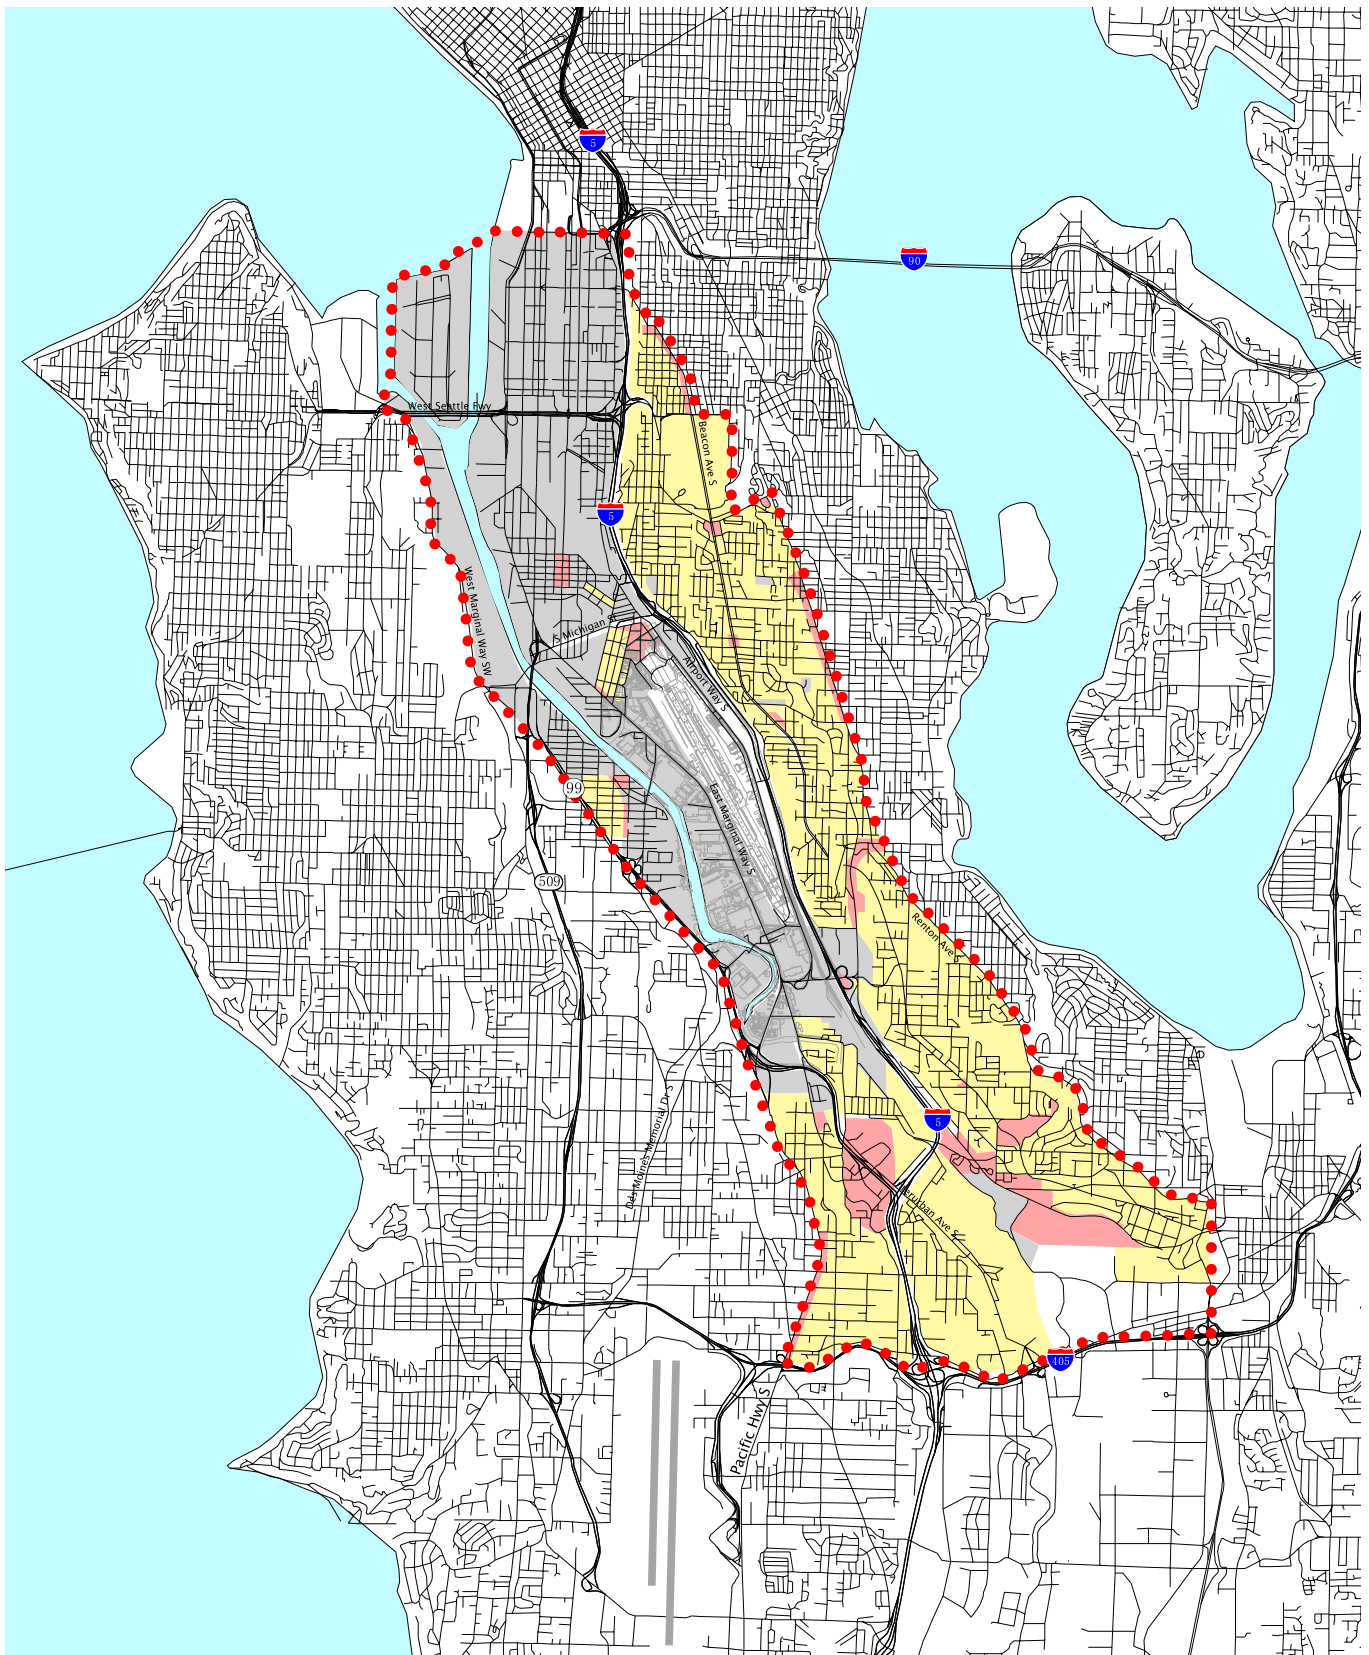 5
90
West Seattle Fwy
Beacon Ave S
5
West Marginal Way SW
S Michigan St
Airport Way S
99
East Marginal Way S
509
Renton Ave S
Des Moines Memorial Dr S
5
Ave S
405
Pacific Hwy S